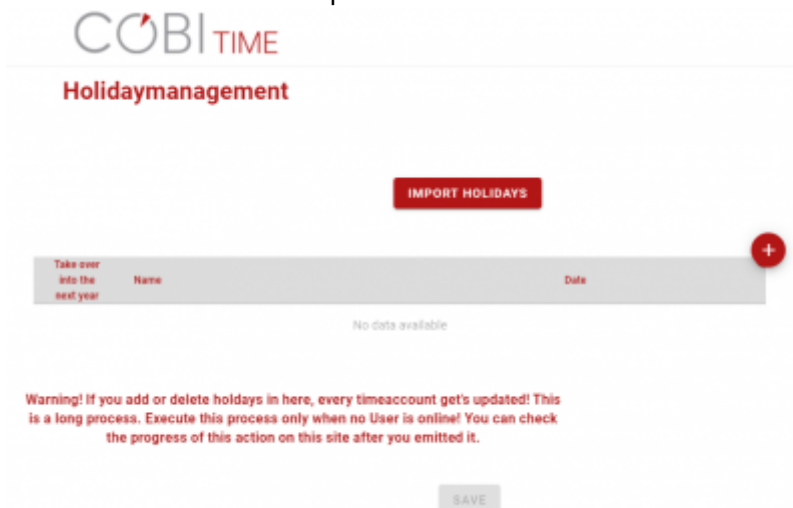 COBI TIME
Holidaymanagement
IMPORT HOLIDAYS
+
Take over
into the
next year
Name
Date
No data available
Warning! If you add or delete holdays in here, every timeaccount get's updated! This
is a long process. Execute this process only when no User is online! You can check
the progress of this action on this site after you emitted it.
SAVE